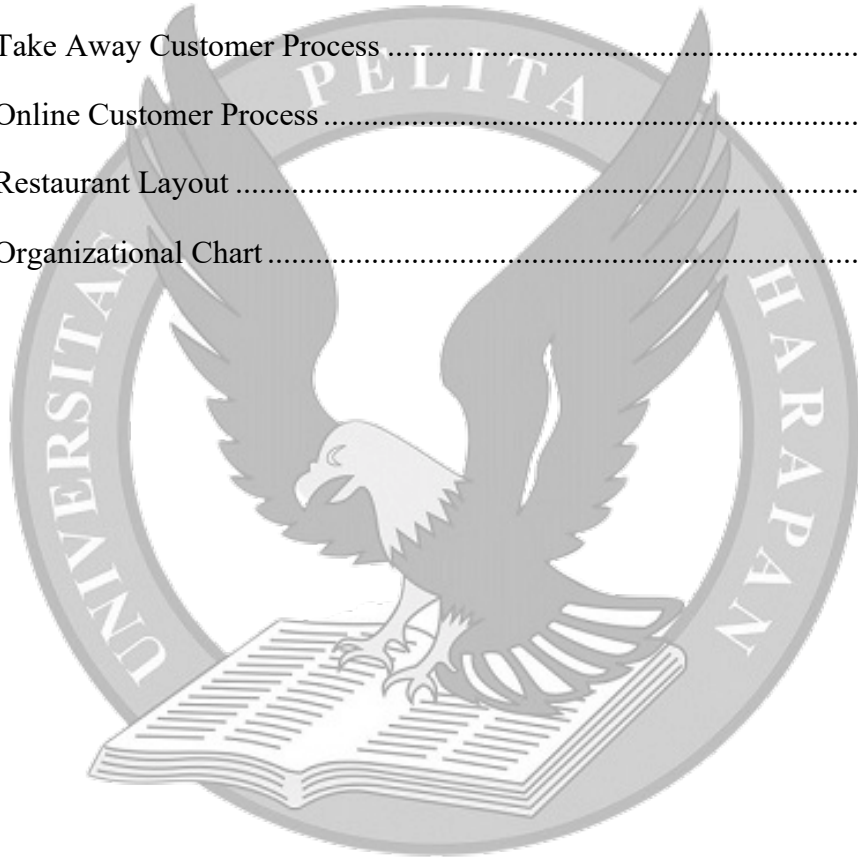 Take Away Customer Process ..........................................................
Online Customer Process ..................................................................
Restaurant Layout .............................................................................
Organizational Chart .........................................................................
UNIVERSITAS PELITA HARAPAN